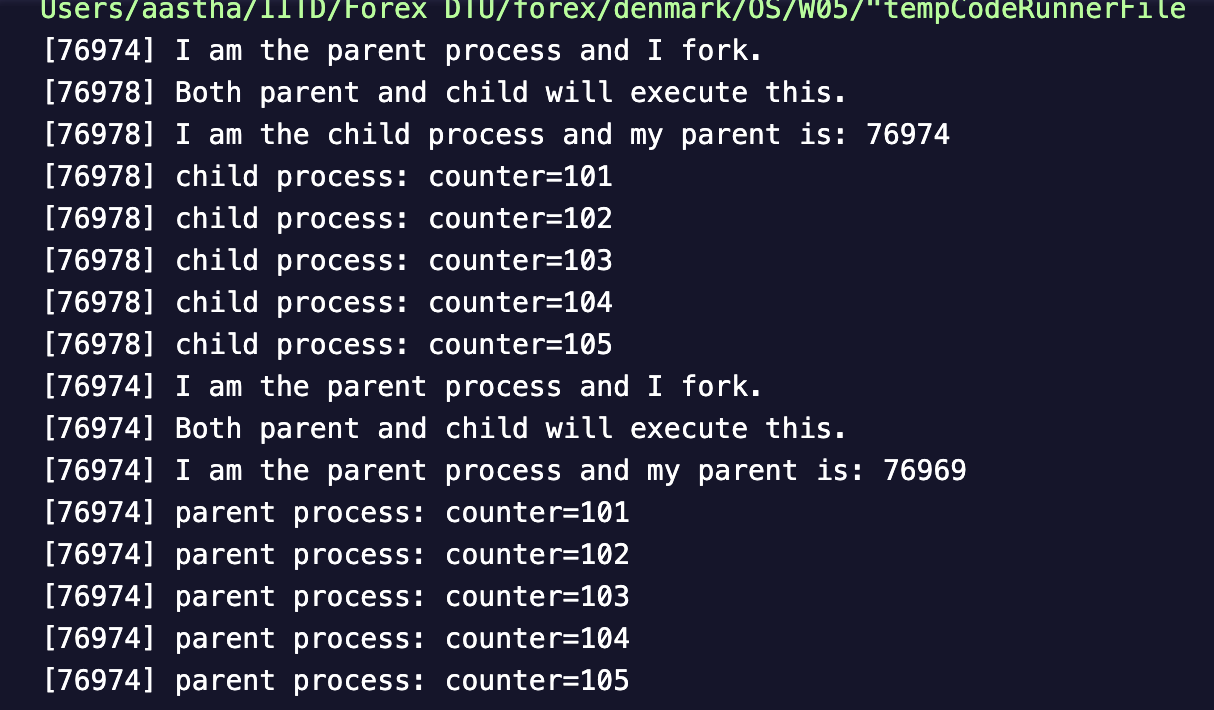 Users/aastha/IITD/Forex DTU/forex/denmark/OS/W05/"tempCodeRunnerFile
[76974] I am the parent process and I fork.
[76978] Both parent and child will execute this.
[76978] I am the child process and my parent is: 76974
[76978] child process: counter=101
[76978] child process: counter=102
[76978] child process: counter=103
[76978] child process: counter=104
[76978] child process: counter=105
[76974] I am the parent process and I fork.
[76974] Both parent and child will execute this.
[76974] I am the parent process and my parent is: 76969
[76974] parent process: counter=101
[76974] parent process: counter=102
[76974] parent process: counter=103
[76974] parent process: counter=104
[76974] parent process: counter=105